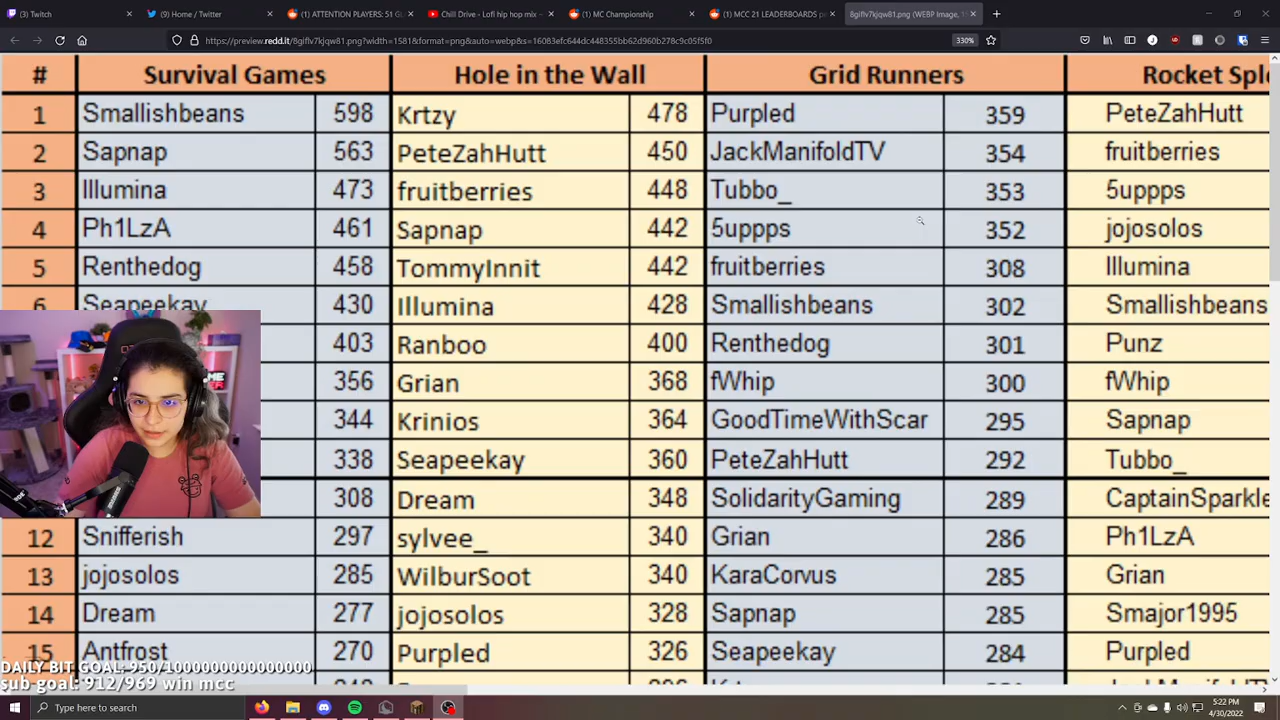 Twitch
(9) Home / Twitter
ATTENTION PLAYERS: 51 G
Chill Drive - Lofi hip hop mix
MC Championship
MCC 21 LEADERBOARDS
8giflv7kjqw81.png (WEBP Image,
https://preview.redd.it/8giflv7kjqw81.png?width=1581&format=png&auto=webp&s=16083efc644dc448355bb62d960b278c9c05f5f0
330%
# Survival Games Hole in the Wall Grid Runners Rocket Sple
1 Smallishbeans 598 Krtzy 478 Purpled 359 PeteZahHutt
2 Sapnap 563 PeteZahHutt 450 JackManifoldTV 354 fruitberries
3 Illumina 473 fruitberries 448 Tubbo_ 353 5uppps
4 Ph1LzA 461 Sapnap 442 5uppps 352 jojosolos
5 Renthedog 458 TommyInnit 442 fruitberries 308 Illumina
6 Seapeekay 430 Illumina 428 Smallishbeans 302 Smallishbeans
403 Ranboo 400 Renthedog 301 Punz
356 Grian 368 fWhip 300 fWhip
344 Krinios 364 GoodTimeWithScar 295 Sapnap
338 Seapeekay 360 PeteZahHutt 292 Tubbo_
308 Dream 348 SolidarityGaming 289 CaptainSparkle
12 Snifferish 297 sylvee_ 340 Grian 286 Ph1LzA
13 jojosolos 285 WilburSoot 340 KaraCorvus 285 Grian
14 Dream 277 jojosolos 328 Sapnap 285 Smajor1995
15 Antfrost 270 Purpled 326 Seapeekay 284 Purpled
DAILY BIT GOAL: 950/1000000000000000
sub goal: 912/969 win mcc
Type here to search
5:22 PM
4/30/2022